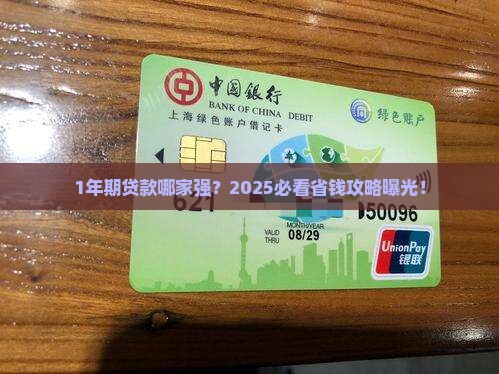 中国银行
BANK OF CHINA DEBIT
上海绿色账户借记卡
绿色账户
1年期贷款哪家强？2025必看省钱攻略曝光！
621
50096
MONTH/YEAR
VALID THRU 08/29
UnionPay
银联